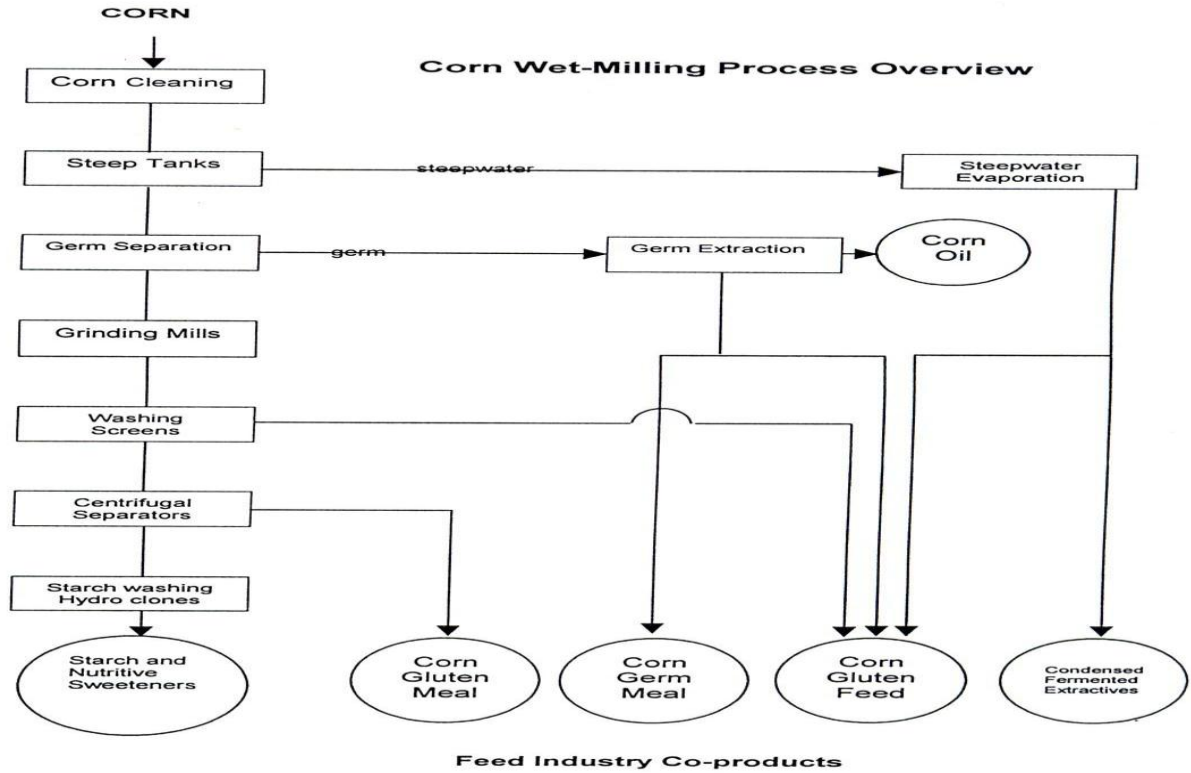 CORN
Corn Wet-Milling Process Overview
Corn Cleaning
Steep Tanks
steepwater
Steepwater
Evaporation
Germ Separation
germ
Germ Extraction
Corn
Oil
Grinding Mills
Washing
Screens
Centrifugal
Separators
Starch washing
Hydro clones
Starch and
Nutritive
Sweeteners
Corn
Gluten
Meal
Corn
Germ
Meal
Corn
Gluten
Feed
Condensed
Fermented
Extractives
Feed Industry Co-products